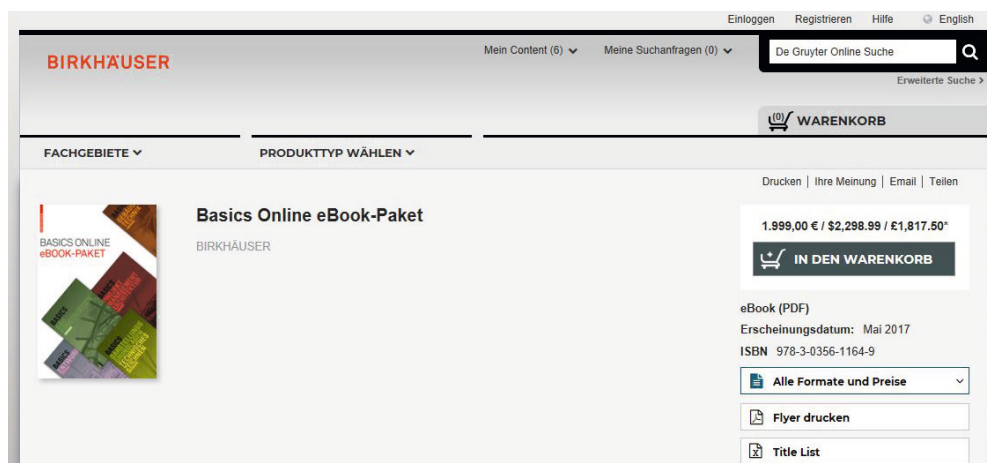 Einloggen Registrieren Hilfe English
BIRKHÄUSER
Mein Content (6) Meine Suchanfragen (0)
De Gruyter Online Suche
Erweiterte Suche
(0) WARENKORB
FACHGEBIETE PRODUKTTYP WÄHLEN
Drucken | Ihre Meinung | Email | Teilen
BASICS ONLINE
eBOOK-PAKET
Basics Online eBook-Paket
BIRKHÄUSER
1.999,00 € / $2,298.99 / £1,817.50*
IN DEN WARENKORB
eBook (PDF)
Erscheinungsdatum: Mai 2017
ISBN 978-3-0356-1164-9
Alle Formate und Preise
Flyer drucken
Title List